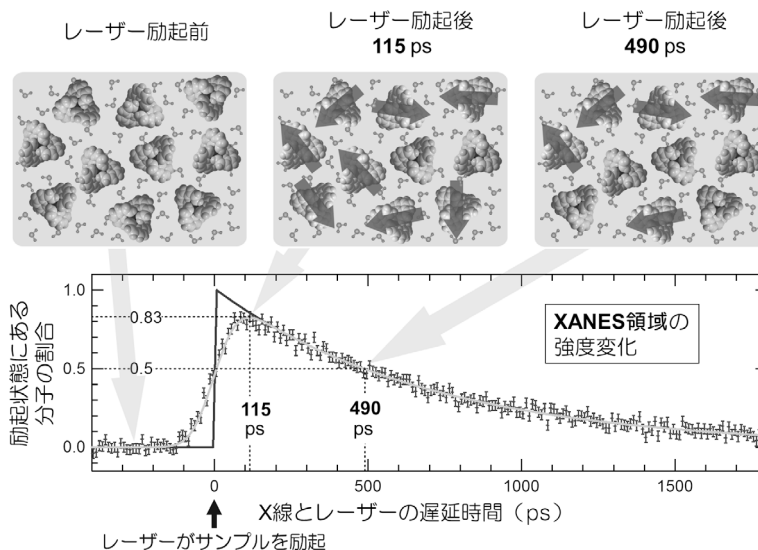 レーザー励起前
レーザー励起後
115 ps
レーザー励起後
490 ps
励起状態にある
分子の割合
1.0
0.83
0.5
0.0
XANES領域の
強度変化
115
ps
490
ps
0
500
1000
1500
X線とレーザーの遅延時間（ps）
レーザーがサンプルを励起